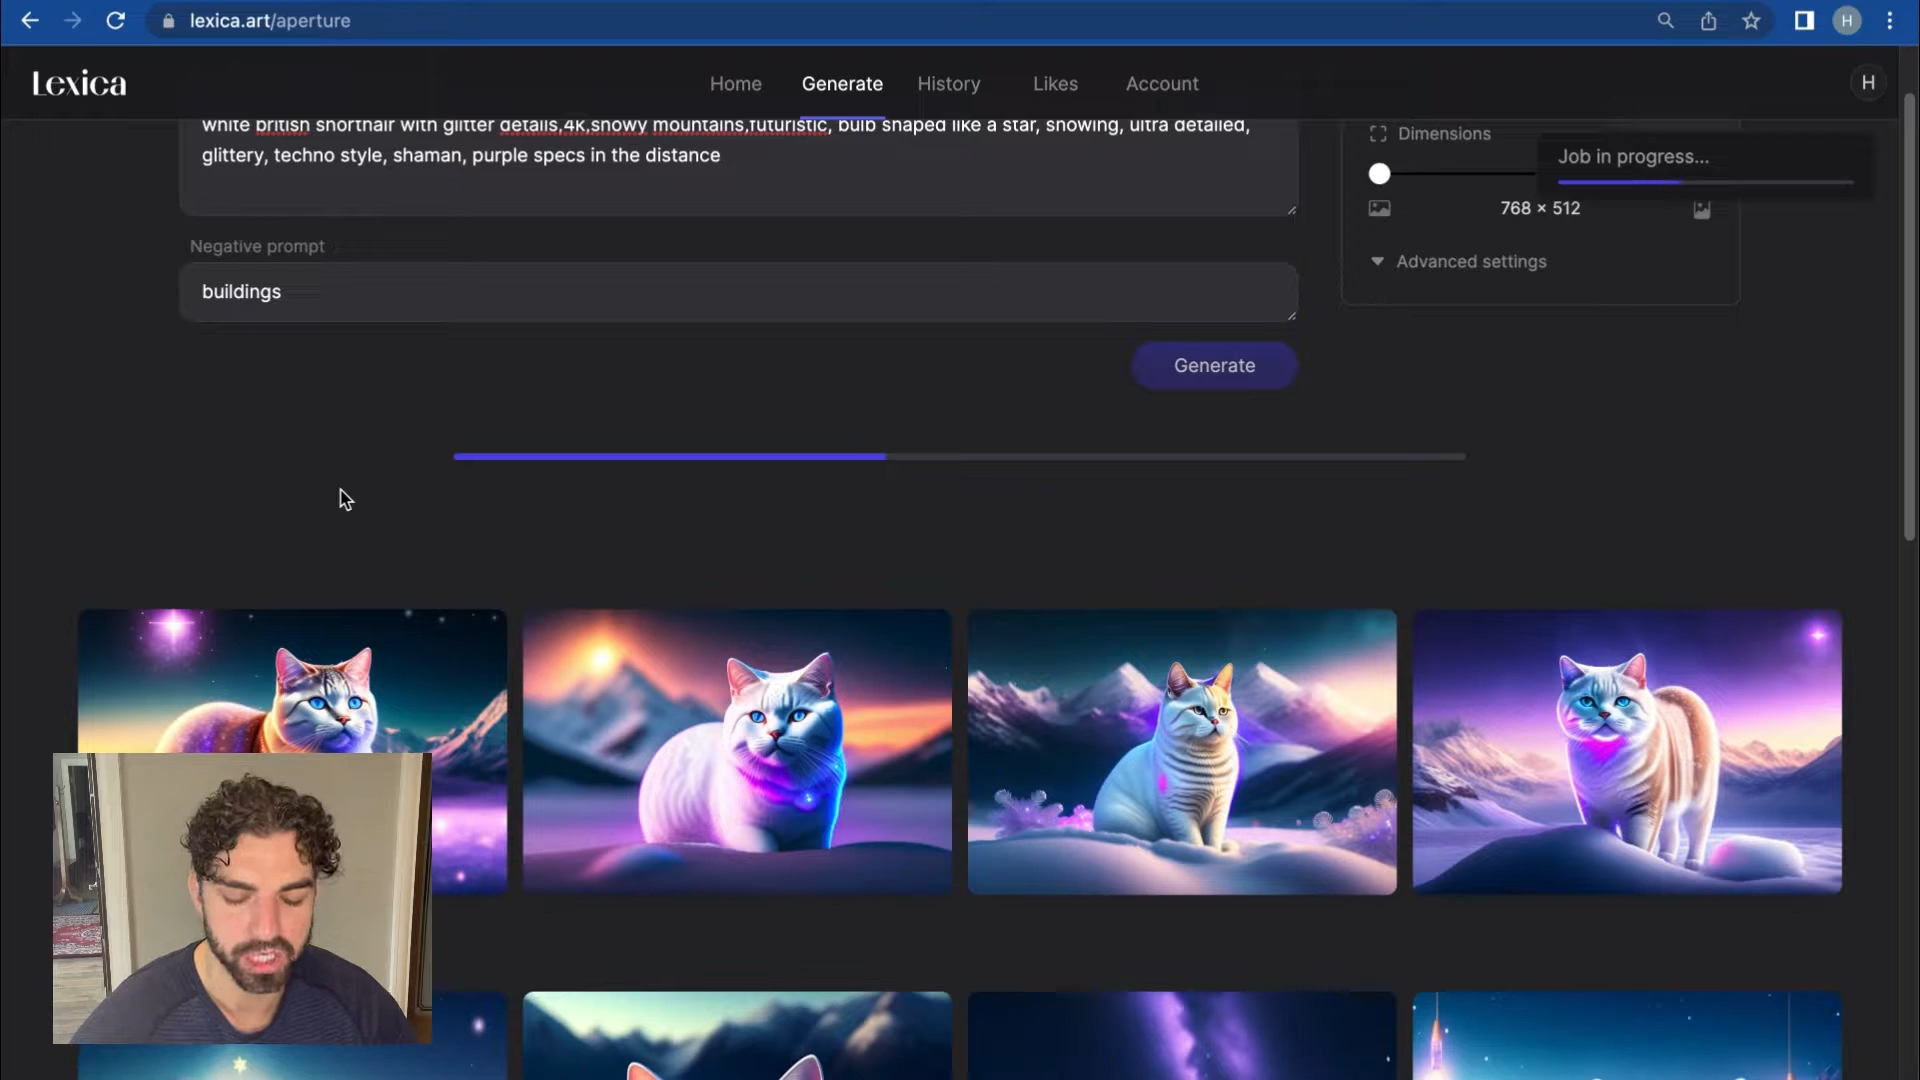 lexica.art/aperture
H
Lexica
Home
Generate
History
Likes
Account
H
white british shorthair with glitter details,4k,snowy mountains,futuristic, bulb shaped like a star, snowing, ultra detailed,
glittery, techno style, shaman, purple specs in the distance
Dimensions
Job in progress...
768 × 512
Negative prompt
Advanced settings
buildings
Generate